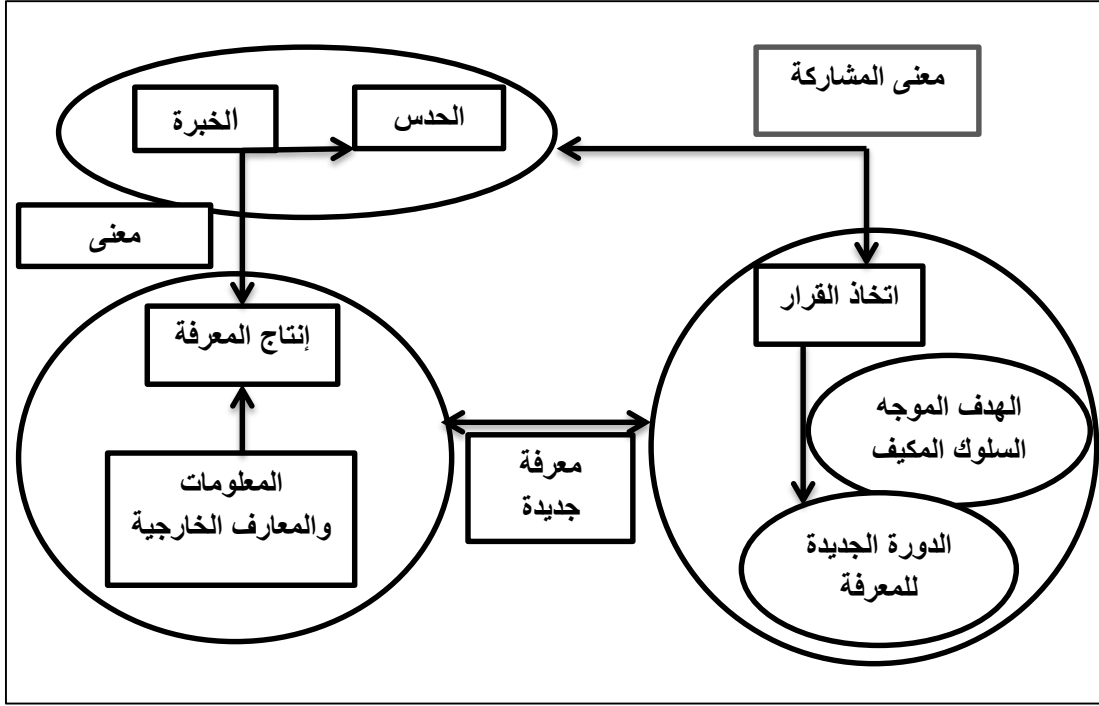 معنى المشاركة
الحدس
الخبرة
معنى
اتخاذ القرار
إنتاج المعرفة
الهدف الموجه
السلوك المكيف
معرفة
جديدة
المعلومات
والمعارف الخارجية
الدورة الجديدة
للمعرفة